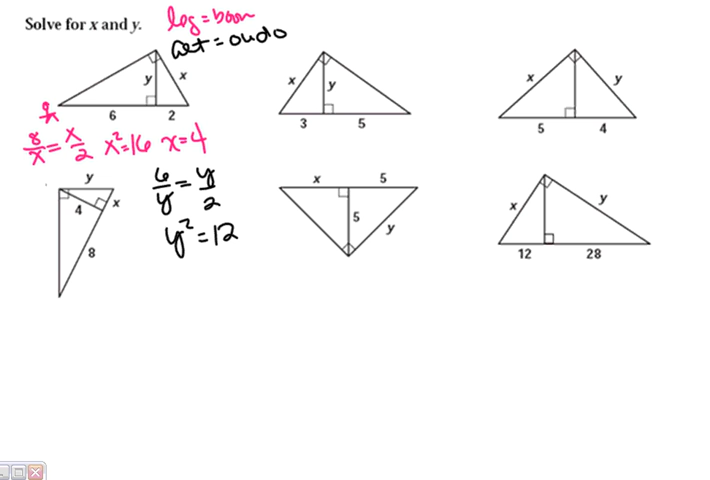 Solve for x and y.
leg = boom
alt = oudo
y x
6 2
8/x = x/2 x²=16 x=4
6/y = y/2
y² = 12
x y
3 5
x y
5 4
y
4 x
8
x 5
5
y
x y
12 28